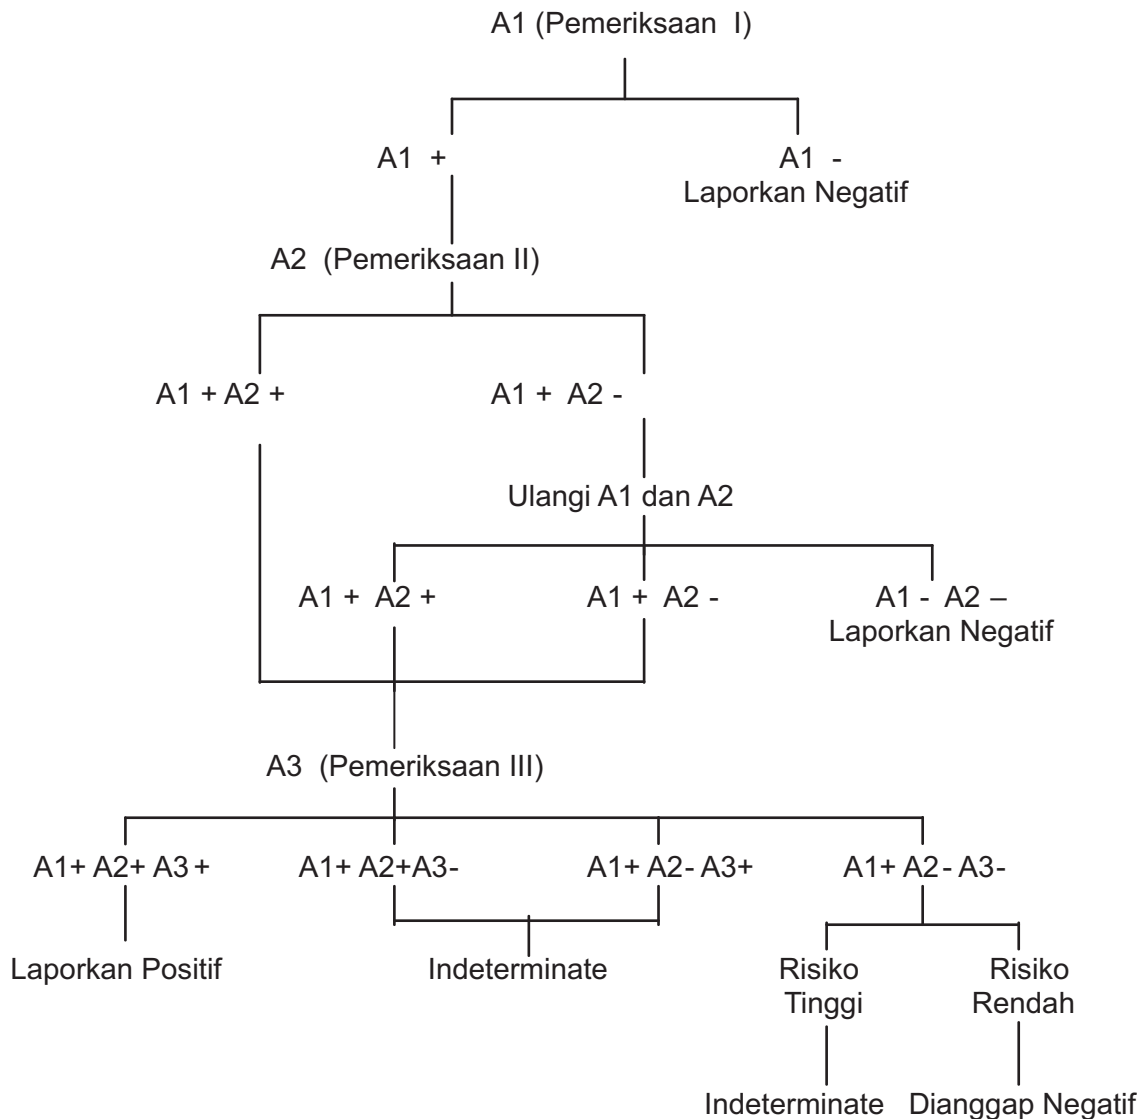 A1 (Pemeriksaan I)
A1 +
A1 -
Laporkan Negatif
A2 (Pemeriksaan II)
A1 + A2 +
A1 + A2 -
Ulangi A1 dan A2
A1 + A2 +
A1 + A2 -
A1 - A2 –
Laporkan Negatif
A3 (Pemeriksaan III)
A1+ A2+ A3 +
A1+ A2+A3-
A1+ A2- A3+
A1+ A2- A3-
Laporkan Positif
Indeterminate
Risiko
Tinggi
Risiko
Rendah
Indeterminate
Dianggap Negatif